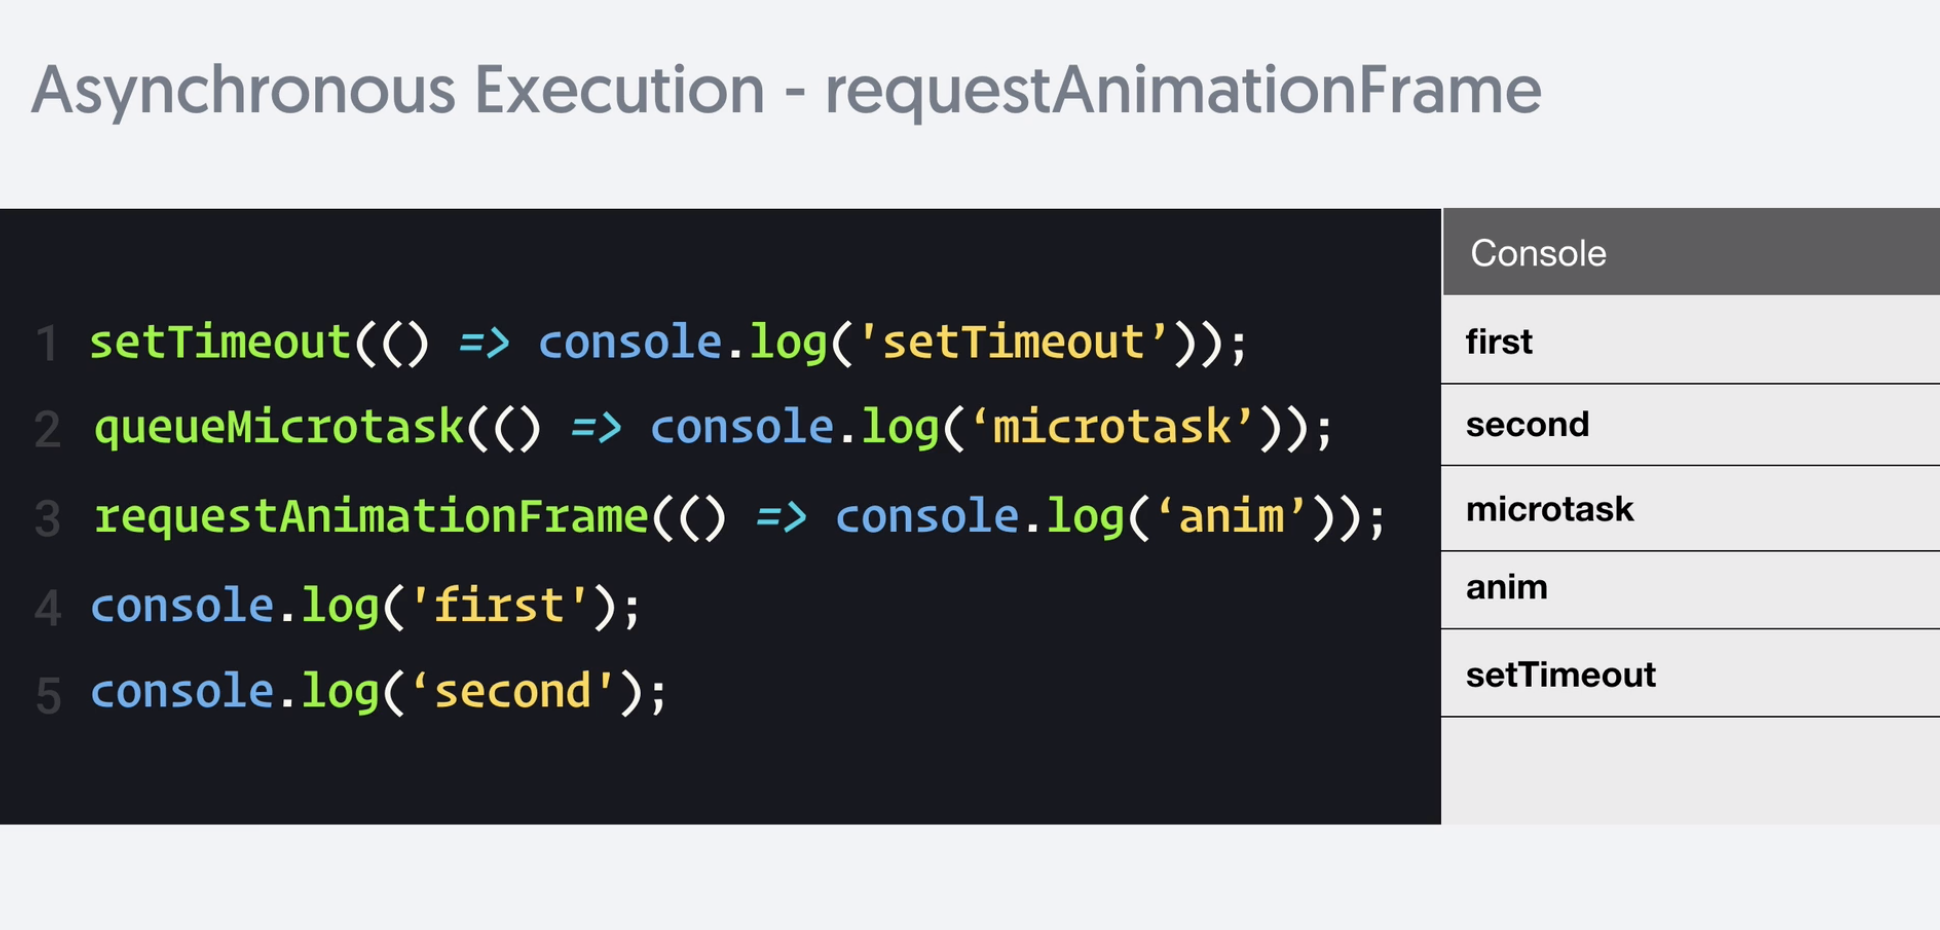 Asynchronous Execution - requestAnimationFrame
1 setTimeout(() => console.log('setTimeout’));
2 queueMicrotask(() => console.log(‘microtask’));
3 requestAnimationFrame(() => console.log(‘anim’));
4 console.log('first');
5 console.log(‘second');
Console
first
second
microtask
anim
setTimeout